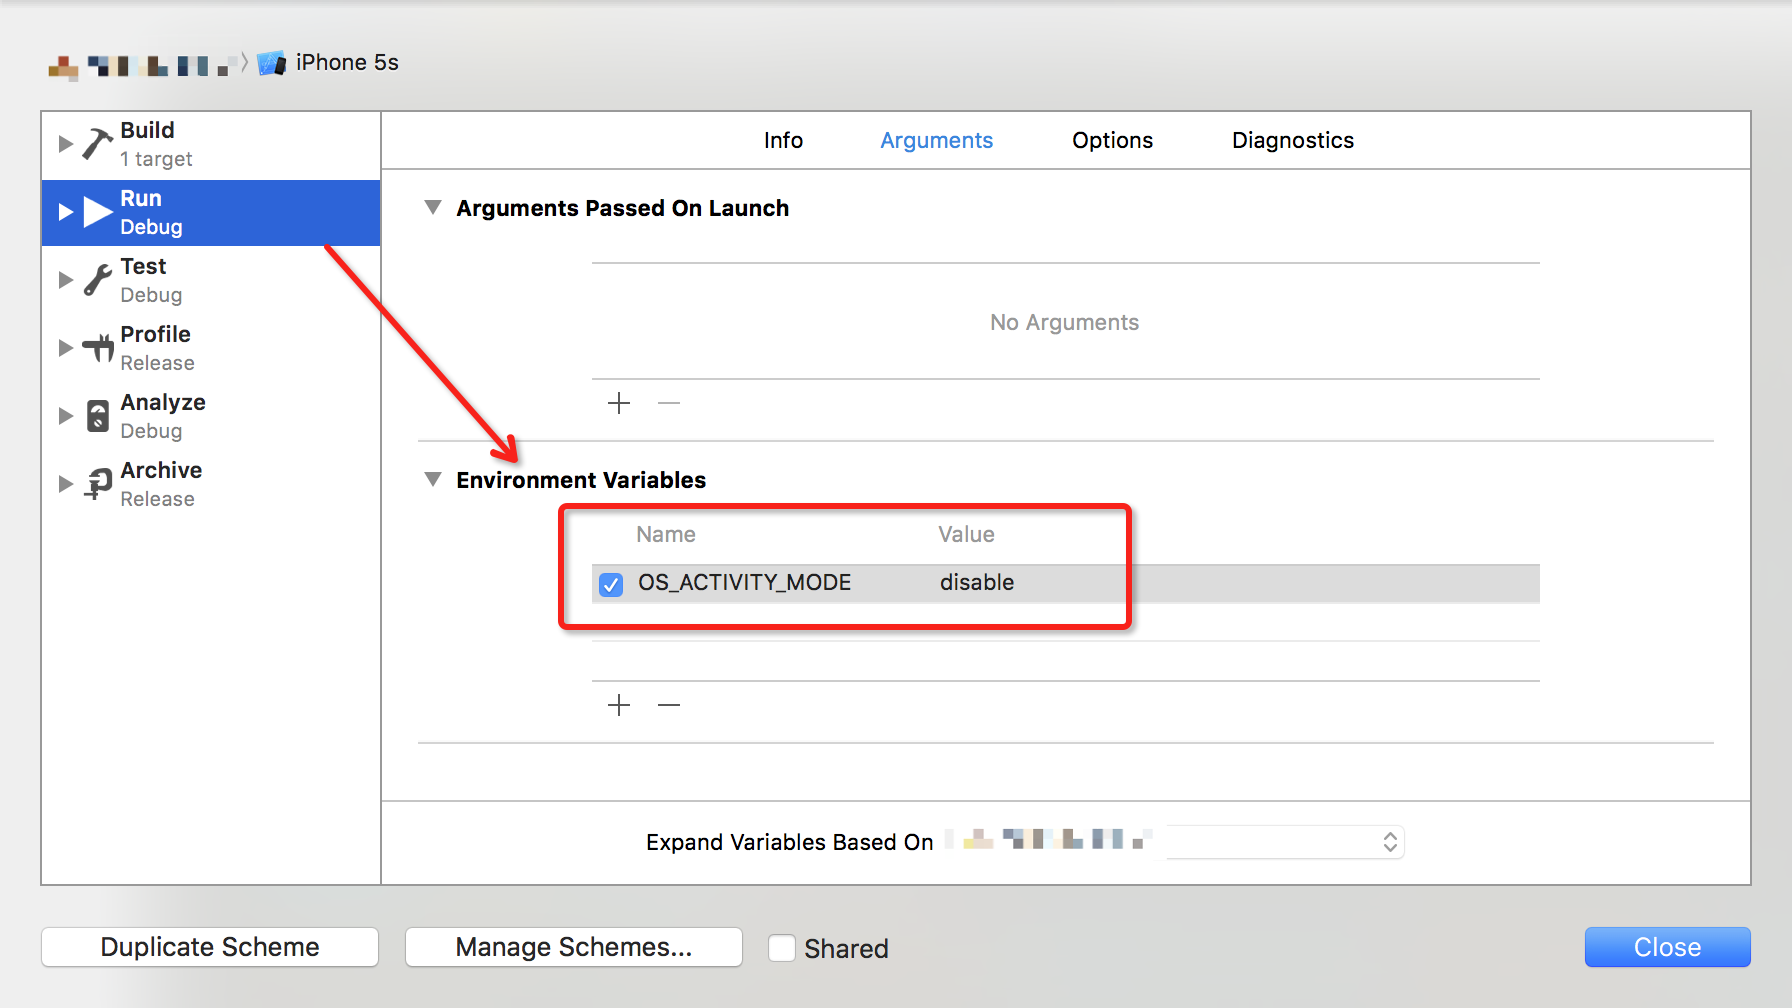 iPhone 5s
Build
1 target
Run
Debug
Test
Debug
Profile
Release
Analyze
Debug
Archive
Release
Info Arguments Options Diagnostics
Arguments Passed On Launch
No Arguments
Environment Variables
Name Value
OS_ACTIVITY_MODE disable
Expand Variables Based On
Duplicate Scheme Manage Schemes... Shared Close